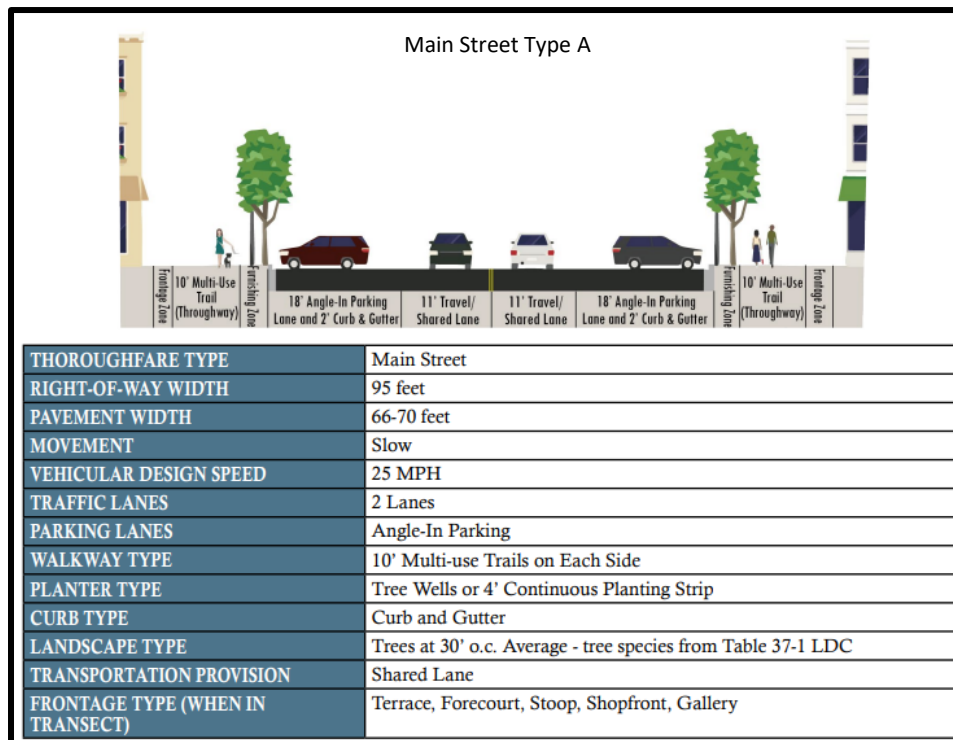 Main Street Type A
Frontage Zone
10' Multi-Use
Trail
(Throughway)
Furnishing Zone
18' Angle-In Parking
Lane and 2' Curb & Gutter
11' Travel/
Shared Lane
11' Travel/
Shared Lane
18' Angle-In Parking
Lane and 2' Curb & Gutter
Furnishing Zone
10' Multi-Use
Trail
(Throughway)
Frontage Zone
THOROUGHFARE TYPE Main Street
RIGHT-OF-WAY WIDTH 95 feet
PAVEMENT WIDTH 66-70 feet
MOVEMENT Slow
VEHICULAR DESIGN SPEED 25 MPH
TRAFFIC LANES 2 Lanes
PARKING LANES Angle-In Parking
WALKWAY TYPE 10' Multi-use Trails on Each Side
PLANTER TYPE Tree Wells or 4' Continuous Planting Strip
CURB TYPE Curb and Gutter
LANDSCAPE TYPE Trees at 30' o.c. Average - tree species from Table 37-1 LDC
TRANSPORTATION PROVISION Shared Lane
FRONTAGE TYPE (WHEN IN Terrace, Forecourt, Stoop, Shopfront, Gallery
TRANSECT)